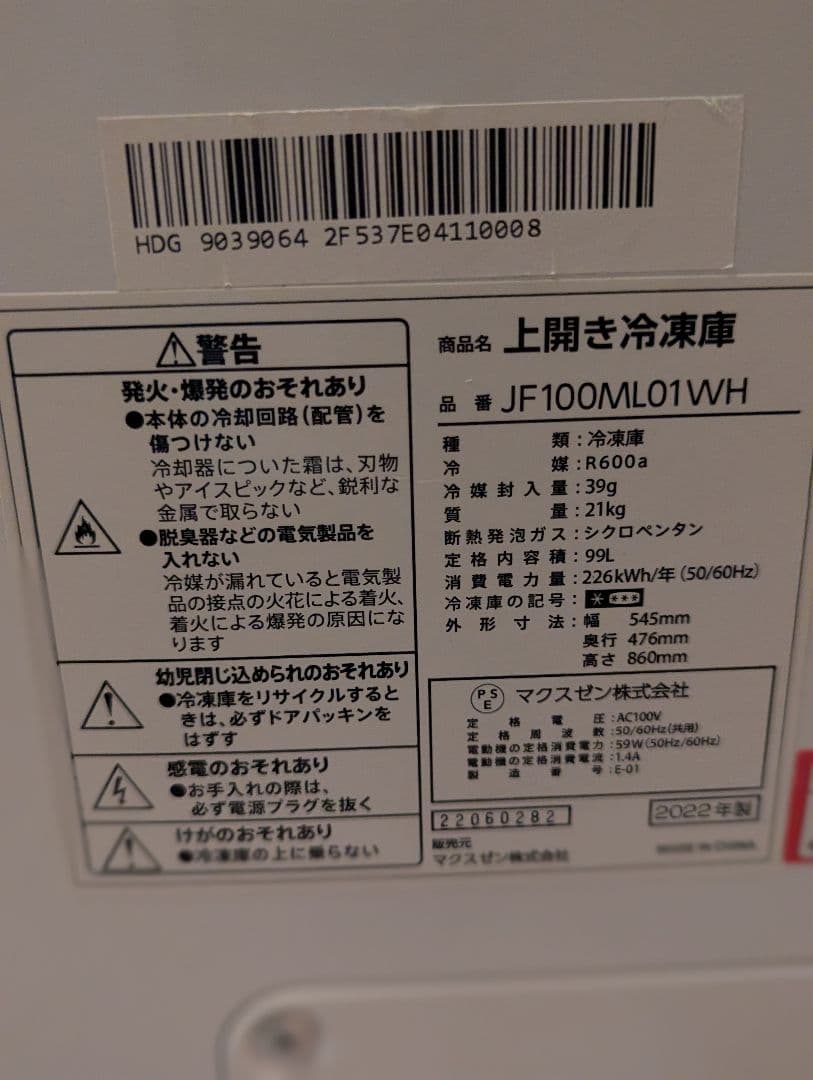 HDG 9039064 2F537E04110008
警告
発火・爆発のおそれあり
●本体の冷却回路（配管）を
傷つけない
冷却器についた霜は、刃物
やアイスピックなど、鋭利な
金属で取らない
●脱臭器などの電気製品を
入れない
冷媒が漏れていると電気製
品の接点の火花による着火、
着火による爆発の原因にな
ります
幼児閉じ込められのおそれあり
●冷凍庫をリサイクルすると
きは、必ずドアパッキンを
はずす
感電のおそれあり
●お手入れの際は、
必ず電源プラグを抜く
けがのおそれあり
●冷凍庫の上に乗らない
商品名 上開き冷凍庫
品番 JF100ML01WH
種類：冷凍庫
冷媒：R600a
冷媒封入量：39g
質量：21kg
断熱発泡ガス：シクロペンタン
定格内容積：99L
消費電力量：226kWh/年（50/60Hz）
冷凍庫の記号：* ***
外形寸法：幅 545mm
奥行 476mm
高さ 860mm
PSE マクスゼン株式会社
定格電圧：AC100V
定格周波数：50/60Hz(共用)
電動機の定格消費電力：59W(50Hz/60Hz)
電動機の定格消費電流：1.4A
製造番号：E-01
22060282
2022年製
販売元
マクスゼン株式会社
MADE IN CHINA